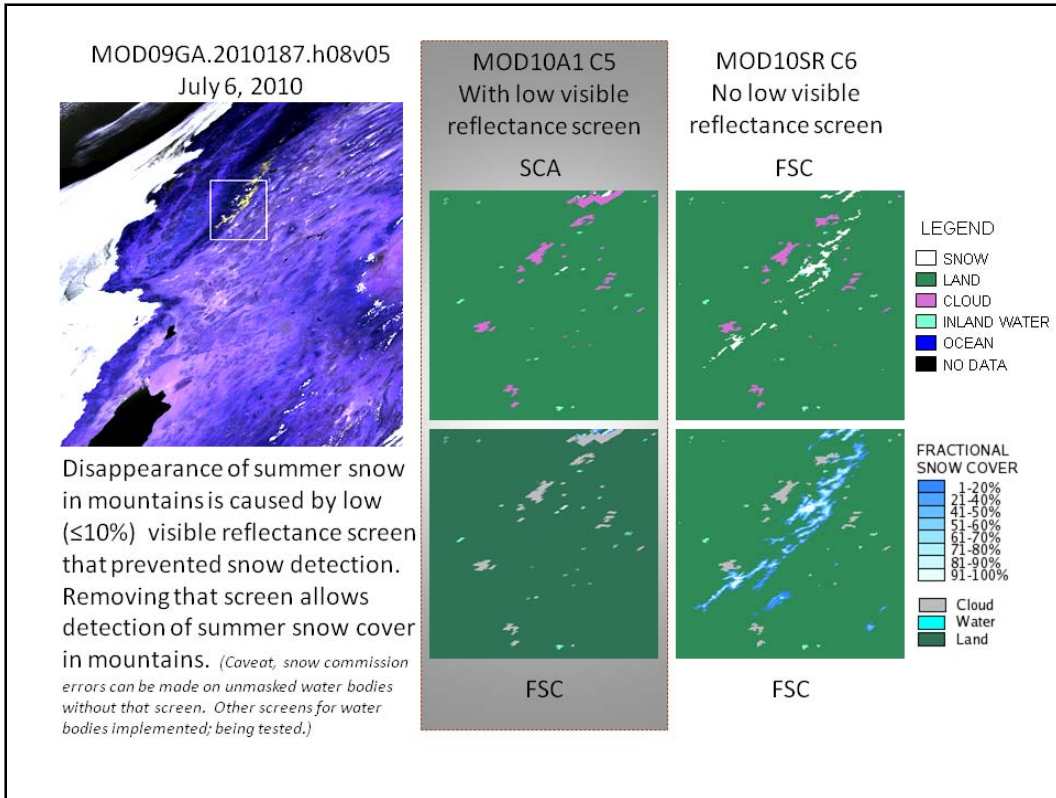 MOD09GA.2010187.h08v05
July 6, 2010
Disappearance of summer snow
in mountains is caused by low
(≤10%) visible reflectance screen
that prevented snow detection.
Removing that screen allows
detection of summer snow cover
in mountains. (Caveat, snow commission
errors can be made on unmasked water bodies
without that screen. Other screens for water
bodies implemented; being tested.)
MOD10A1 C5
With low visible
reflectance screen
SCA
FSC
MOD10SR C6
No low visible
reflectance screen
FSC
FSC
LEGEND
SNOW
LAND
CLOUD
INLAND WATER
OCEAN
NO DATA
FRACTIONAL
SNOW COVER
1-20%
21-40%
41-50%
51-60%
61-70%
71-80%
81-90%
91-100%
Cloud
Water
Land